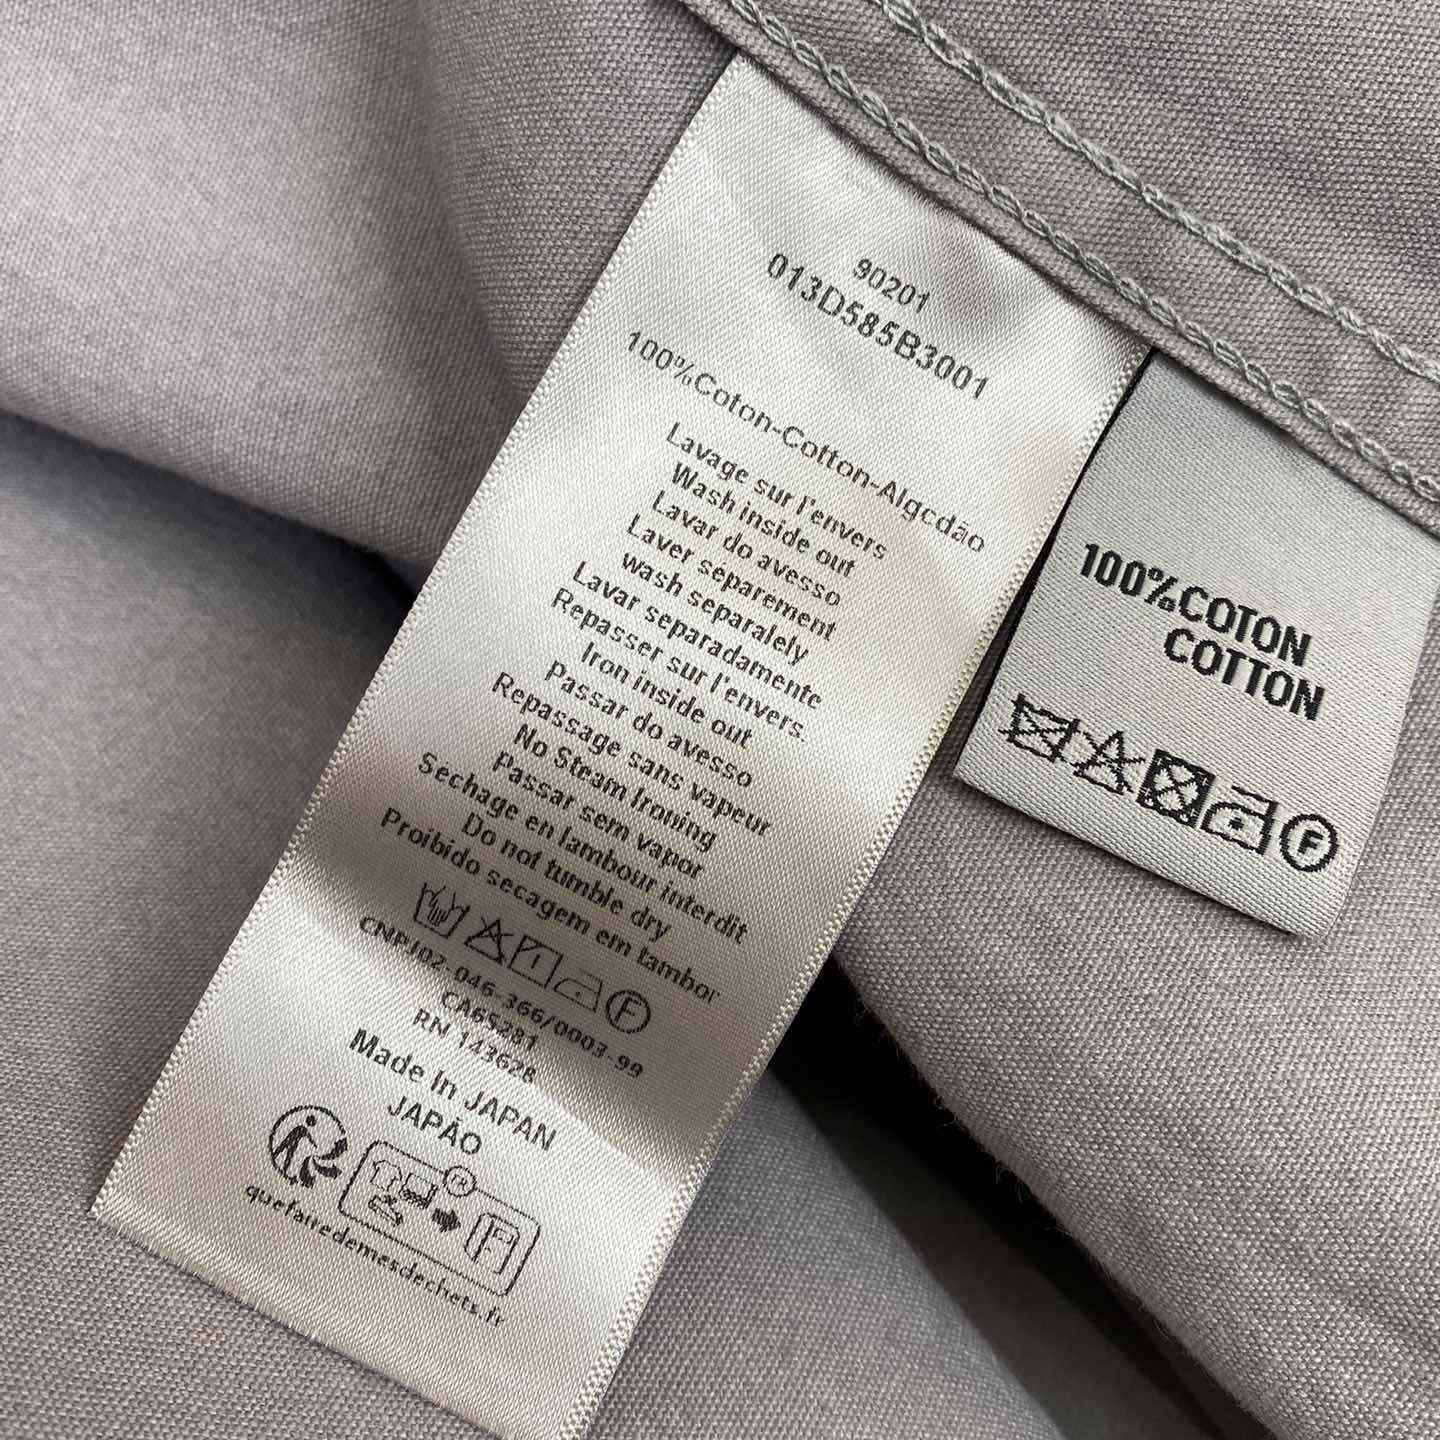 90201
013D585B3001
100%Coton-Cotton-Algodão
Lavage sur l'envers
Wash inside out
Lavar do avesso
Laver séparement
wash separalely
Lavar separadamente
Repasser sur l'envers.
Iron inside out
Passar do avesso
Repassage sans vapeur
No Steam Ironing
Passar sem vapor
Sechage en tambour interdit
Do not tumble dry
Proibido secagem em tambor
F
CNPJ02-046-366/0003-99
CA65281
RN 143628
Made In JAPAN
JAPÃO
FR
quefairedemesdechets.fr
100%COTON
COTTON
F